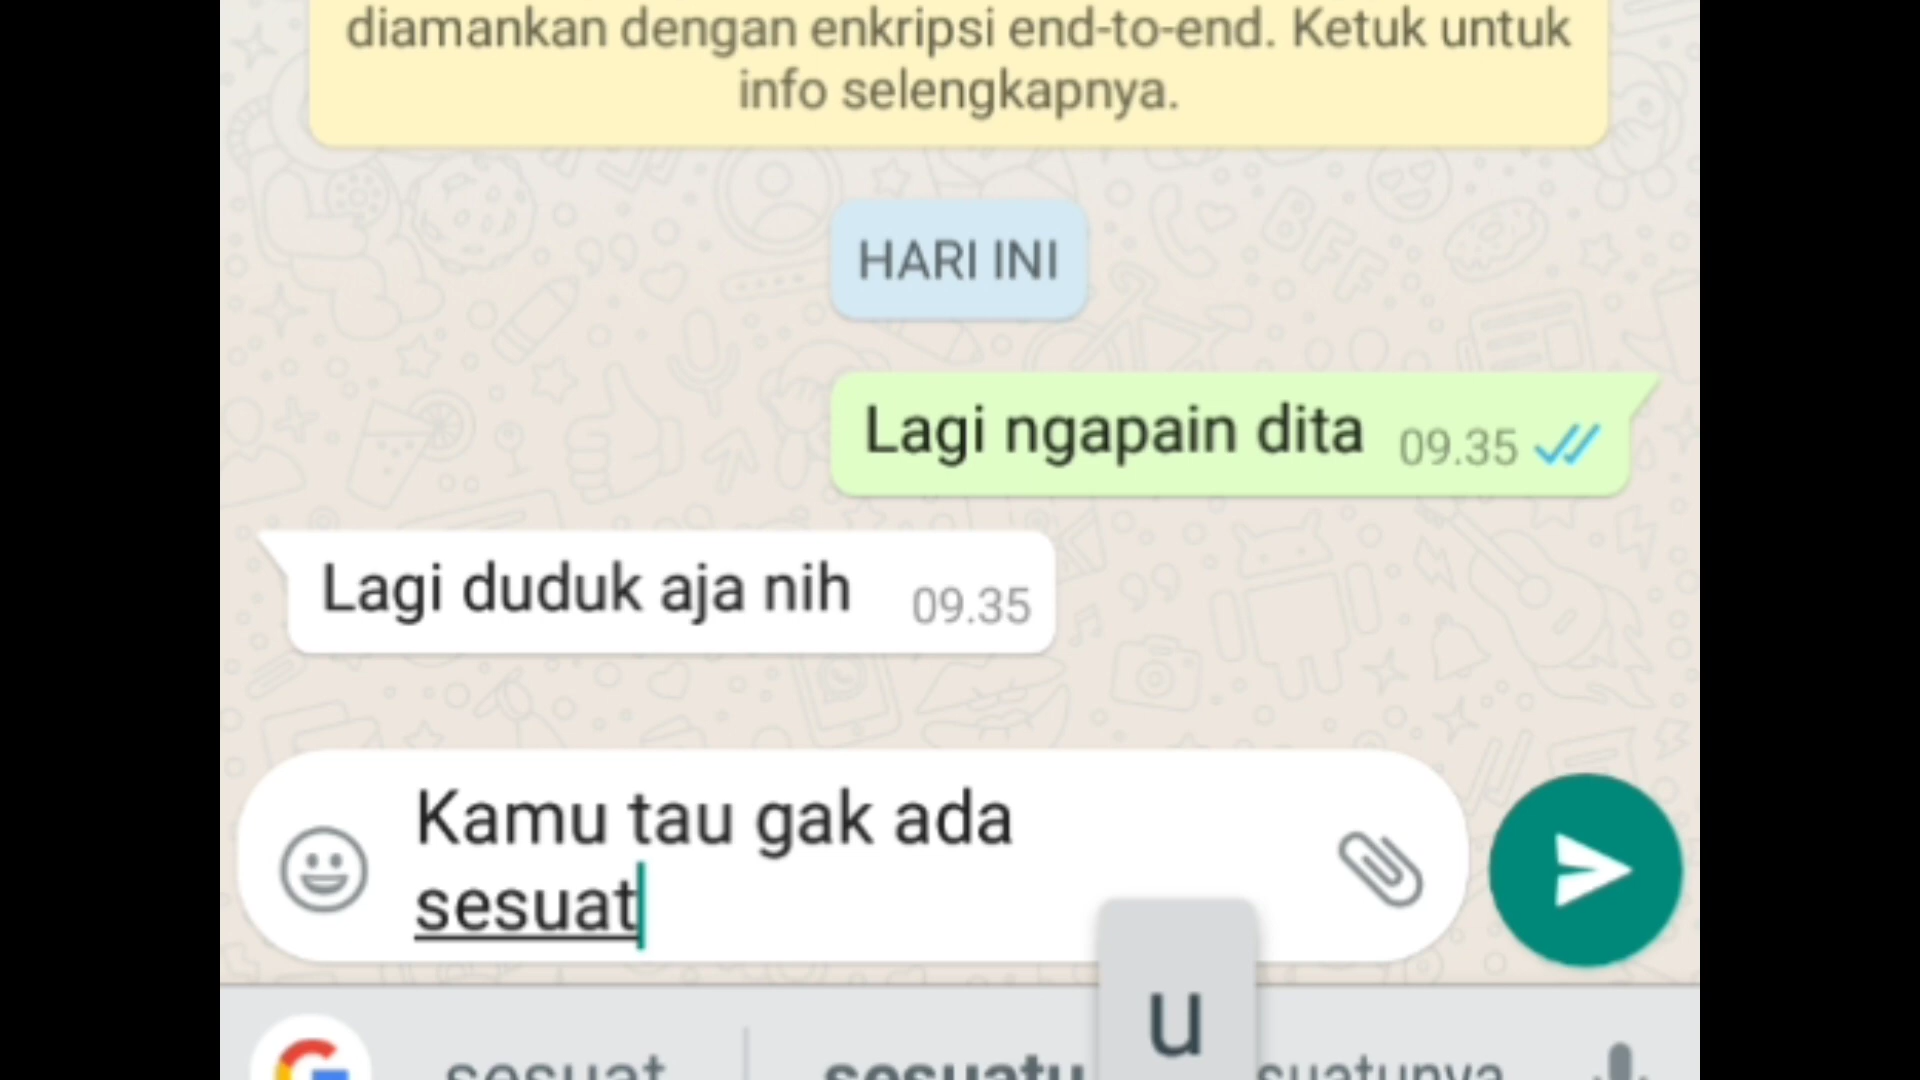 diamankan dengan enkripsi end-to-end. Ketuk untuk
info selengkapnya.
HARI INI
Lagi ngapain dita 09.35
Lagi duduk aja nih 09.35
Kamu tau gak ada
sesuat
u
sesuat sesuatu suatunya